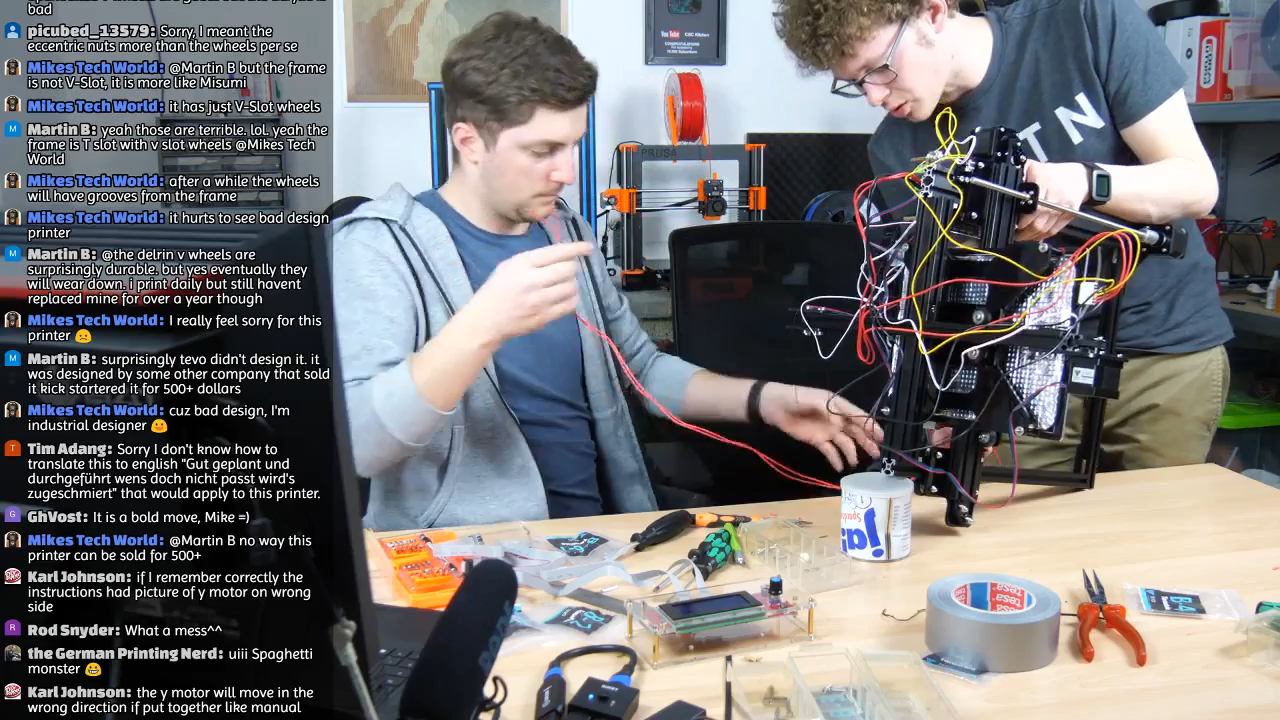 bad
picubed_13579: Sorry, I meant the
eccentric nuts more than the wheel per se
Mikes Tech World: @Martin B but the frame
is not V-Slot, it is more like Misumi
Mikes Tech World: it has just V-Slot wheels
Martin B: yeah those are terrible. lol. yeah the
frame is T slot with v slot wheels @Mikes Tech
World
Mikes Tech World: after a while the wheels
will have grooves from the frame
Mikes Tech World: it hurts to see bad design
printer
Martin B: @the delrin v wheels are
surprisingly durable. but yes eventually they
will wear down. i print daily but still havent
replaced mine for over a year though
Mikes Tech World: I really feel sorry for this
printer
Martin B: surprisingly tevo didn't design it. it
was designed by some other company that sold
it kick startered it for 500+ dollars
Mikes Tech World: cuz bad design, I'm
industrial designer
Tim Adang: Sorry I don't know how to
translate this to english "Gut geplant und
durchgeführt wens doch nicht passt wird's
zugeschmiert" that would apply to this printer.
GhVost: It is a bold move, Mike =)
Mikes Tech World: @Martin B no way this
printer can be sold for 500+
Karl Johnson: if I remember correctly the
instructions had picture of y motor on wrong
side
Rod Snyder: What a mess^^
the German Printing Nerd: uiii Spaghetti
monster
Karl Johnson: the y motor will move in the
wrong direction if put together like manual
YouTube
CNC Kitchen
PRUSA
TN
ja!
tesa